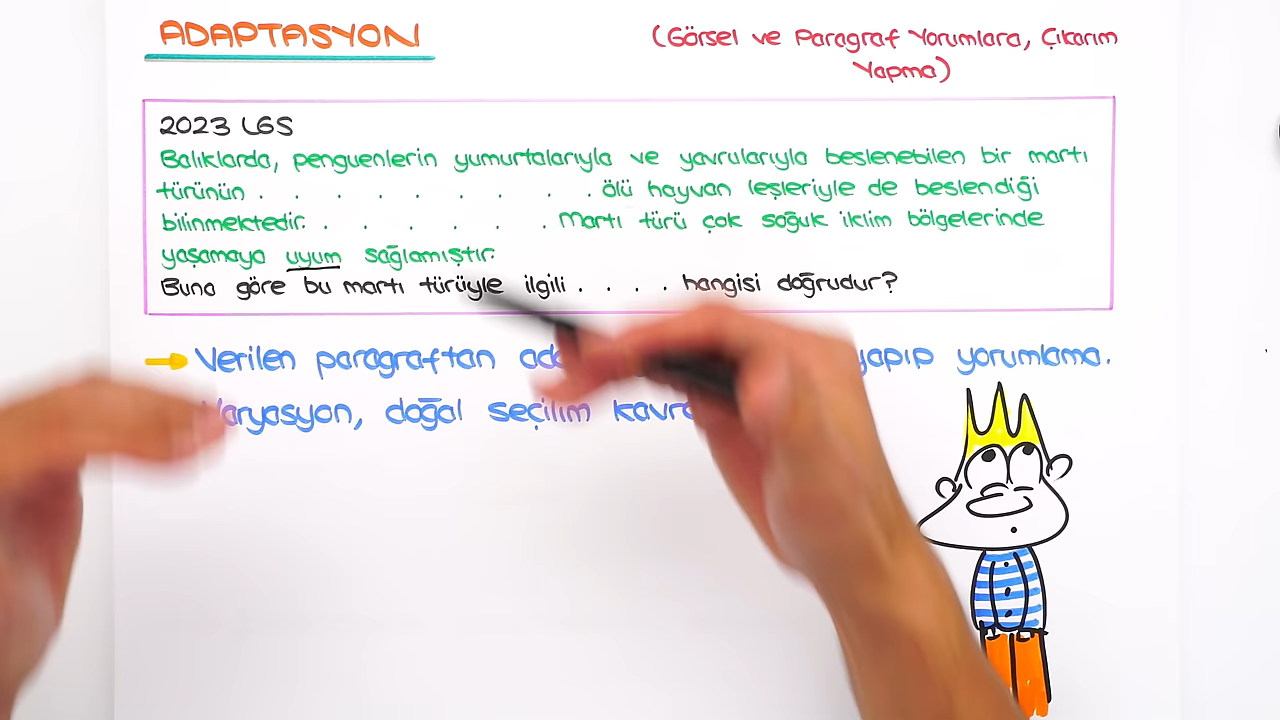 ADAPTASYON
(Görsel ve Paragraf Yorumlara, Çıkarım
Yapma)
2023 LGS
Balıklarda, penguenlerin yumurtalarıyla ve yavrularıyla beslenebilen bir martı
türünün . . . . . . . . . ölü hayvan leşleriyle de beslendiği
bilinmektedir. . . . . . . Martı türü çok soğuk iklim bölgelerinde
yaşamaya uyum sağlamıştır.
Buna göre bu martı türüyle ilgili . . . . hangisi doğrudur?
Verilen paragraftan yapıp yorumlama.
Varyasyon, doğal seçilim